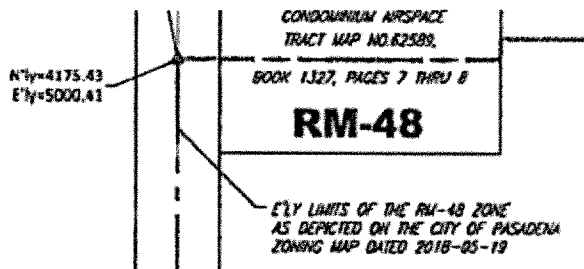 CONDOMINIUM AIRSPACE
TRACT MAP NO.62589,
BOOK 1327, PAGES 7 THRU 8
RM-48
N'ly=4175.43
E'ly=5000.41
E'LY LIMITS OF THE RM-48 ZONE
AS DEPICTED ON THE CITY OF PASADENA
ZONING MAP DATED 2018-05-19